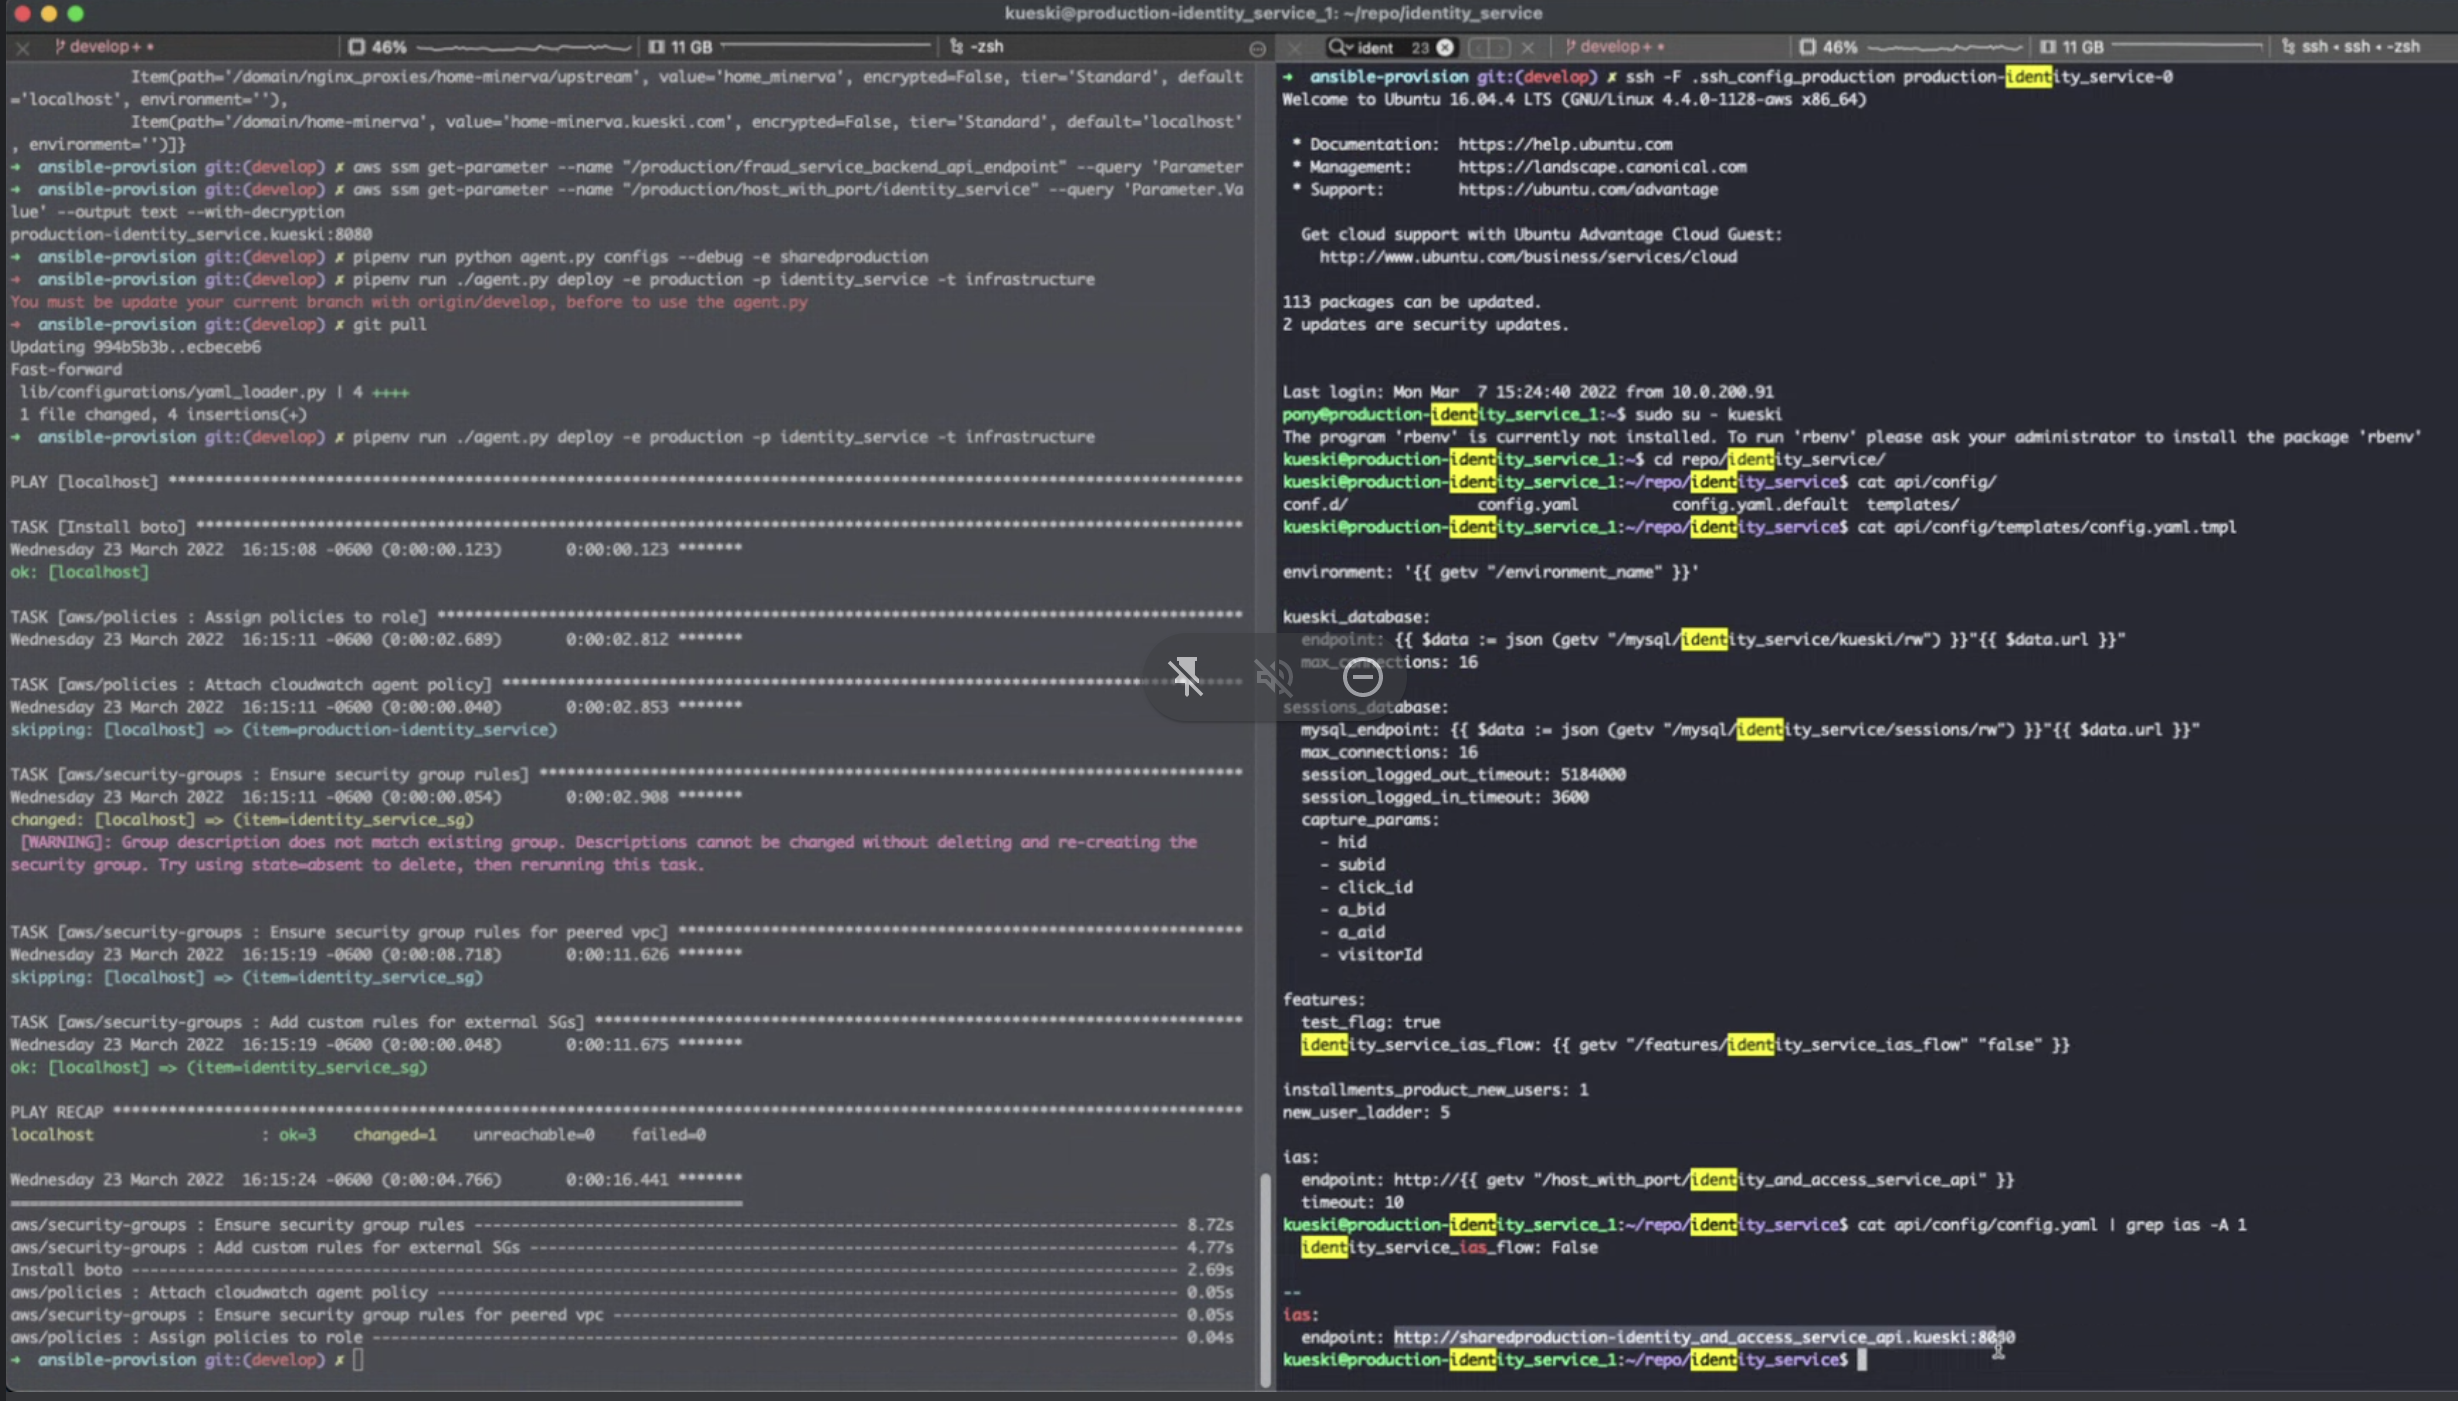 kueski@production-identity_service_1: ~/repo/identity_service
develop+ •
46%
11 GB
-zsh
ident 23
develop+ •
46%
11 GB
ssh • ssh • -zsh
Item(path='/domain/nginx_proxies/home-minerva/upstream', value='home_minerva', encrypted=False, tier='Standard', default
='localhost', environment=''),
Item(path='/domain/home-minerva', value='home-minerva.kueski.com', encrypted=False, tier='Standard', default='localhost'
, environment='')]}
➜ ansible-provision git:(develop) ✗ aws ssm get-parameter --name "/production/fraud_service_backend_api_endpoint" --query 'Parameter
➜ ansible-provision git:(develop) ✗ aws ssm get-parameter --name "/production/host_with_port/identity_service" --query 'Parameter.Va
lue' --output text --with-decryption
production-identity_service.kueski:8080
➜ ansible-provision git:(develop) ✗ pipenv run python agent.py configs --debug -e sharedproduction
➜ ansible-provision git:(develop) ✗ pipenv run ./agent.py deploy -e production -p identity_service -t infrastructure
You must be update your current branch with origin/develop, before to use the agent.py
➜ ansible-provision git:(develop) ✗ git pull
Updating 994b5b3b..ecbeceb6
Fast-forward
lib/configurations/yaml_loader.py | 4 ++++
1 file changed, 4 insertions(+)
➜ ansible-provision git:(develop) ✗ pipenv run ./agent.py deploy -e production -p identity_service -t infrastructure
PLAY [localhost] ********************
TASK [Install boto] ********************
Wednesday 23 March 2022 16:15:08 -0600 (0:00:00.123) 0:00:00.123 *******
ok: [localhost]
TASK [aws/policies : Assign policies to role] ********************
Wednesday 23 March 2022 16:15:11 -0600 (0:00:02.689) 0:00:02.812 *******
TASK [aws/policies : Attach cloudwatch agent policy] ********************
Wednesday 23 March 2022 16:15:11 -0600 (0:00:00.040) 0:00:02.853 *******
skipping: [localhost] => (item=production-identity_service)
TASK [aws/security-groups : Ensure security group rules] ********************
Wednesday 23 March 2022 16:15:11 -0600 (0:00:00.054) 0:00:02.908 *******
changed: [localhost] => (item=identity_service_sg)
[WARNING]: Group description does not match existing group. Descriptions cannot be changed without deleting and re-creating the
security group. Try using state=absent to delete, then rerunning this task.
TASK [aws/security-groups : Ensure security group rules for peered vpc] ********************
Wednesday 23 March 2022 16:15:19 -0600 (0:00:08.718) 0:00:11.626 *******
skipping: [localhost] => (item=identity_service_sg)
TASK [aws/security-groups : Add custom rules for external SGs] ********************
Wednesday 23 March 2022 16:15:19 -0600 (0:00:00.048) 0:00:11.675 *******
ok: [localhost] => (item=identity_service_sg)
PLAY RECAP ********************
localhost : ok=3 changed=1 unreachable=0 failed=0
Wednesday 23 March 2022 16:15:24 -0600 (0:00:04.766) 0:00:16.441 *******
====================
aws/security-groups : Ensure security group rules -------------------- 8.72s
aws/security-groups : Add custom rules for external SGs -------------------- 4.77s
Install boto -------------------- 2.69s
aws/policies : Attach cloudwatch agent policy -------------------- 0.05s
aws/security-groups : Ensure security group rules for peered vpc -------------------- 0.05s
aws/policies : Assign policies to role -------------------- 0.04s
➜ ansible-provision git:(develop) ✗
➜ ansible-provision git:(develop) ✗ ssh -F .ssh_config_production production-identity_service-0
Welcome to Ubuntu 16.04.4 LTS (GNU/Linux 4.4.0-1128-aws x86_64)
* Documentation: https://help.ubuntu.com
* Management: https://landscape.canonical.com
* Support: https://ubuntu.com/advantage
Get cloud support with Ubuntu Advantage Cloud Guest:
http://www.ubuntu.com/business/services/cloud
113 packages can be updated.
2 updates are security updates.
Last login: Mon Mar 7 15:24:40 2022 from 10.0.200.91
pony@production-identity_service_1:~$ sudo su - kueski
The program 'rbenv' is currently not installed. To run 'rbenv' please ask your administrator to install the package 'rbenv'
kueski@production-identity_service_1:~$ cd repo/identity_service/
kueski@production-identity_service_1:~/repo/identity_service$ cat api/config/
conf.d/ config.yaml config.yaml.default templates/
kueski@production-identity_service_1:~/repo/identity_service$ cat api/config/templates/config.yaml.tmpl
environment: '{{ getv "/environment_name" }}'
kueski_database:
endpoint: {{ $data := json (getv "/mysql/identity_service/kueski/rw") }}"{{ $data.url }}"
max_connections: 16
sessions_database:
mysql_endpoint: {{ $data := json (getv "/mysql/identity_service/sessions/rw") }}"{{ $data.url }}"
max_connections: 16
session_logged_out_timeout: 5184000
session_logged_in_timeout: 3600
capture_params:
- hid
- subid
- click_id
- a_bid
- a_aid
- visitorId
features:
test_flag: true
identity_service_ias_flow: {{ getv "/features/identity_service_ias_flow" "false" }}
installments_product_new_users: 1
new_user_ladder: 5
ias:
endpoint: http://{{ getv "/host_with_port/identity_and_access_service_api" }}
timeout: 10
kueski@production-identity_service_1:~/repo/identity_service$ cat api/config/config.yaml | grep ias -A 1
identity_service_ias_flow: False
--
ias:
endpoint: http://sharedproduction-identity_and_access_service_api.kueski:8080
kueski@production-identity_service_1:~/repo/identity_service$